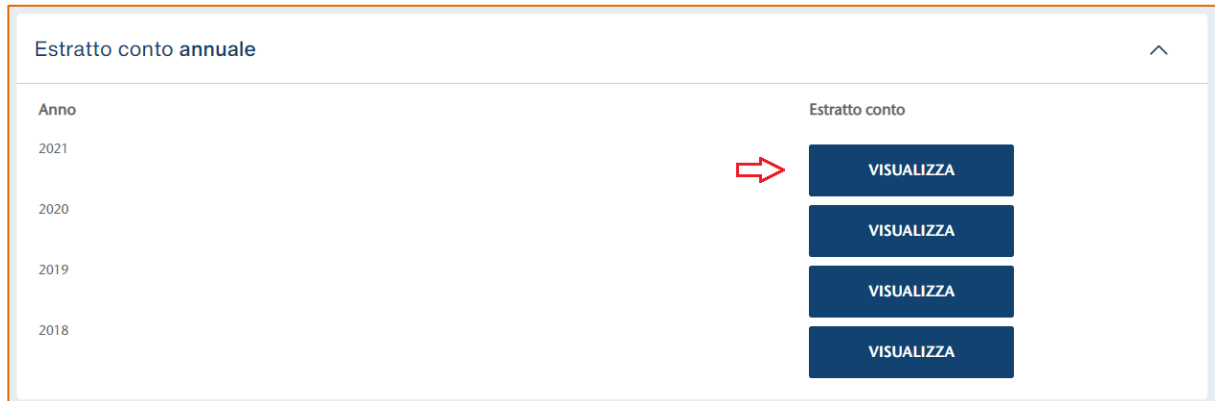 Estratto conto annuale
Anno Estratto conto
2021 VISUALIZZA
2020 VISUALIZZA
2019 VISUALIZZA
2018 VISUALIZZA